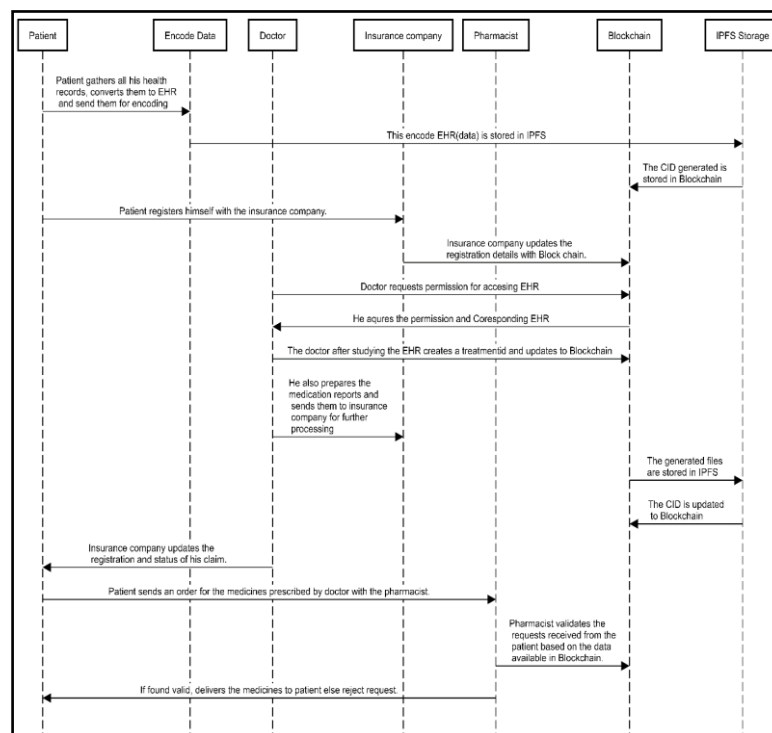 Patient
Encode Data
Doctor
Insurance company
Pharmacist
Blockchain
IPFS Storage
Patient gathers all his health
records, converts them to EHR
and send them for encoding
This encode EHR(data) is stored in IPFS
The CID generated is
stored in Blockchain
Patient registers himself with the insurance company.
Insurance company updates the
registration details with Block chain.
Doctor requests permission for accesing EHR
He aqures the permission and Coresponding EHR
The doctor after studying the EHR creates a treatmentid and updates to Blockchain
He also prepares the
medication reports and
sends them to insurance
company for further
processing
The generated files
are stored in IPFS
The CID is updated
to Blockchain
Insurance company updates the
registration and status of his claim.
Patient sends an order for the medicines prescribed by doctor with the pharmacist.
Pharmacist validates the
requests received from the
patient based on the data
available in Blockchain.
If found valid, delivers the medicines to patient else reject request.